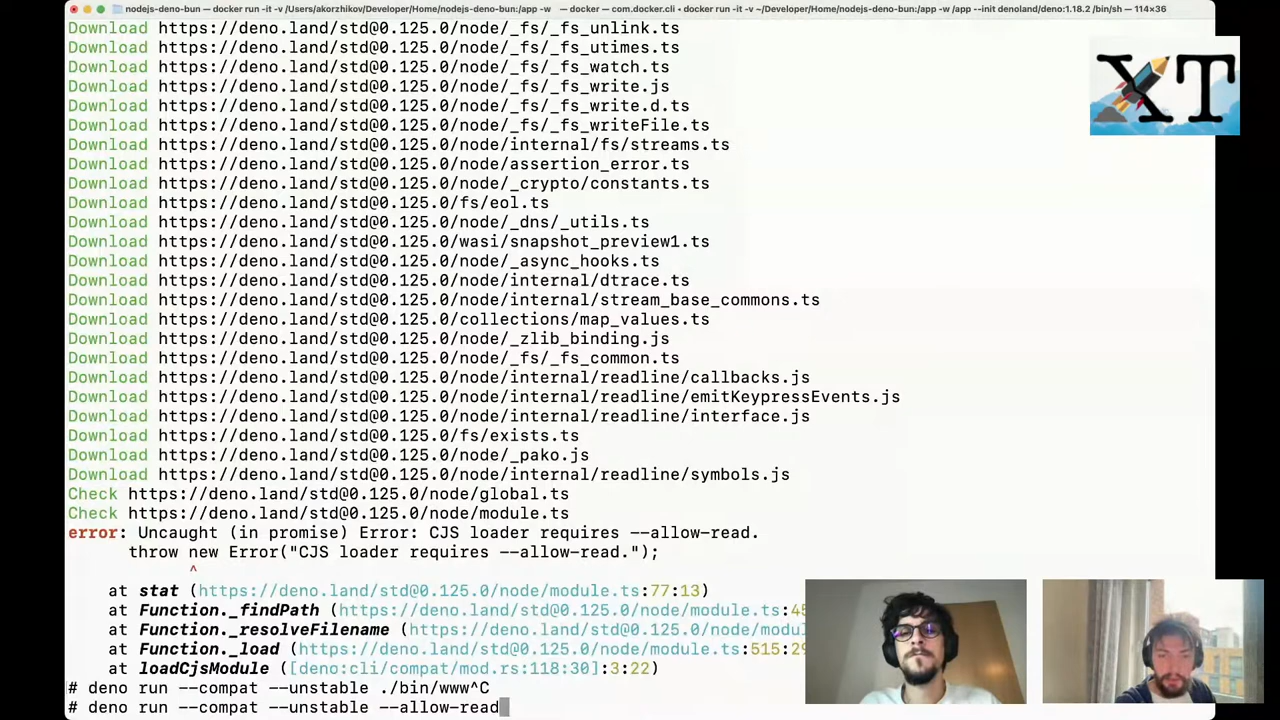 nodejs-deno-bun — docker run -it -v /Users/akorzhikov/Developer/Home/nodejs-deno-bun:/app -w — docker — com.docker.cli • docker run -it -v ~/Developer/Home/nodejs-deno-bun:/app -w /app --init denoland/deno:1.18.2 /bin/sh — 114×36
Download https://deno.land/std@0.125.0/node/_fs/_fs_unlink.ts
Download https://deno.land/std@0.125.0/node/_fs/_fs_utimes.ts
Download https://deno.land/std@0.125.0/node/_fs/_fs_watch.ts
Download https://deno.land/std@0.125.0/node/_fs/_fs_write.js
Download https://deno.land/std@0.125.0/node/_fs/_fs_write.d.ts
Download https://deno.land/std@0.125.0/node/_fs/_fs_writeFile.ts
Download https://deno.land/std@0.125.0/node/internal/fs/streams.ts
Download https://deno.land/std@0.125.0/node/assertion_error.ts
Download https://deno.land/std@0.125.0/node/_crypto/constants.ts
Download https://deno.land/std@0.125.0/fs/eol.ts
Download https://deno.land/std@0.125.0/node/_dns/_utils.ts
Download https://deno.land/std@0.125.0/wasi/snapshot_preview1.ts
Download https://deno.land/std@0.125.0/node/_async_hooks.ts
Download https://deno.land/std@0.125.0/node/internal/dtrace.ts
Download https://deno.land/std@0.125.0/node/internal/stream_base_commons.ts
Download https://deno.land/std@0.125.0/collections/map_values.ts
Download https://deno.land/std@0.125.0/node/_zlib_binding.js
Download https://deno.land/std@0.125.0/node/_fs/_fs_common.ts
Download https://deno.land/std@0.125.0/node/internal/readline/callbacks.js
Download https://deno.land/std@0.125.0/node/internal/readline/emitKeypressEvents.js
Download https://deno.land/std@0.125.0/node/internal/readline/interface.js
Download https://deno.land/std@0.125.0/fs/exists.ts
Download https://deno.land/std@0.125.0/node/_pako.js
Download https://deno.land/std@0.125.0/node/internal/readline/symbols.js
Check https://deno.land/std@0.125.0/node/global.ts
Check https://deno.land/std@0.125.0/node/module.ts
error: Uncaught (in promise) Error: CJS loader requires --allow-read.
throw new Error("CJS loader requires --allow-read.");
^
at stat (https://deno.land/std@0.125.0/node/module.ts:77:13)
at Function._findPath (https://deno.land/std@0.125.0/node/module.ts:45
at Function._resolveFilename (https://deno.land/std@0.125.0/node/modu
at Function._load (https://deno.land/std@0.125.0/node/module.ts:515:29
at loadCjsModule ([deno:cli/compat/mod.rs:118:30]:3:22)
# deno run --compat --unstable ./bin/www^C
# deno run --compat --unstable --allow-read
XT